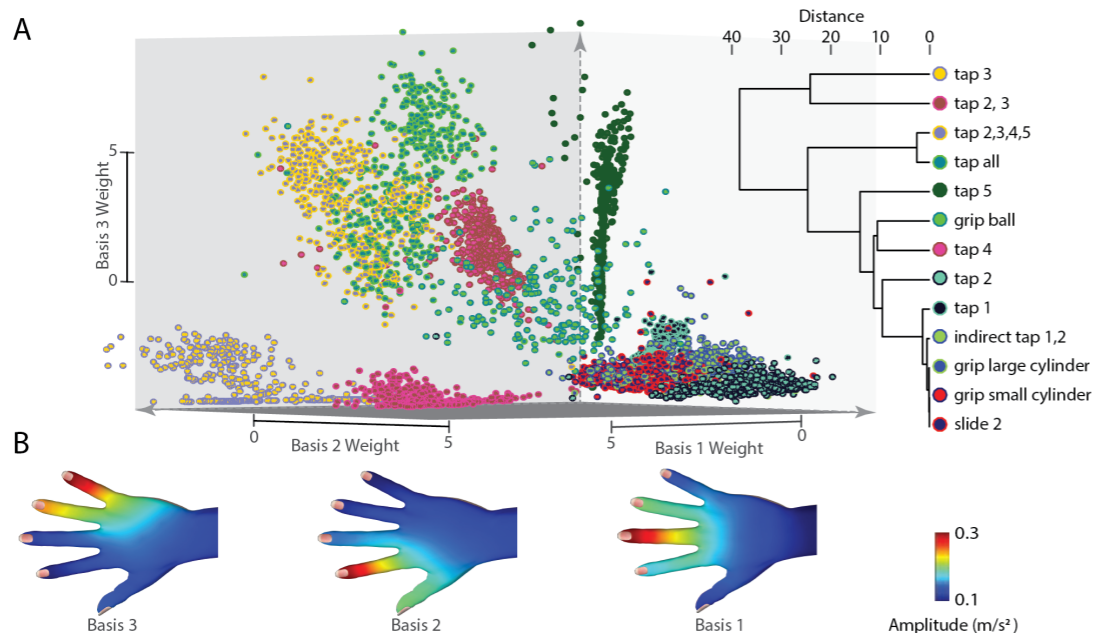 A
Distance
40 30 20 10 0
tap 3
tap 2, 3
tap 2,3,4,5
tap all
tap 5
grip ball
tap 4
tap 2
tap 1
indirect tap 1,2
grip large cylinder
grip small cylinder
slide 2
Basis 3 Weight
5
0
0 Basis 2 Weight 5
5 Basis 1 Weight 0
B
Basis 3
Basis 2
Basis 1
0.3
0.1
Amplitude (m/s²)